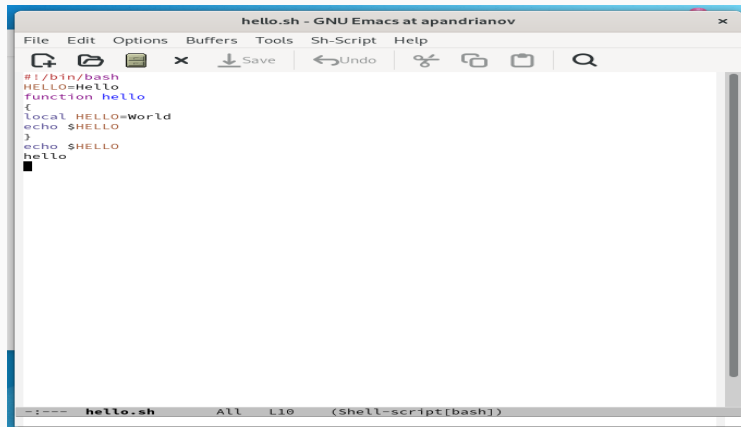 hello.sh - GNU Emacs at apandrianov ×
File Edit Options Buffers Tools Sh-Script Help
Save Undo
#!/bin/bash
HELLO=Hello
function hello
{
local HELLO=World
echo $HELLO
}
echo $HELLO
hello
-:--- hello.sh All L10 (Shell-script[bash])